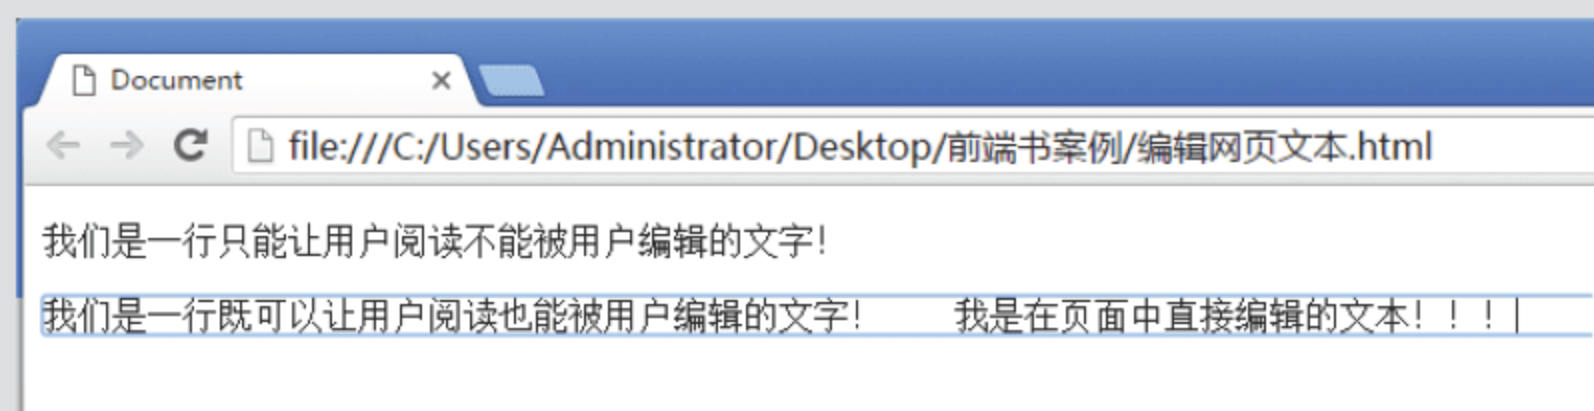 Document
file:///C:/Users/Administrator/Desktop/前端书案例/编辑网页文本.html
我们是一行只能让用户阅读不能被用户编辑的文字！
我们是一行既可以让用户阅读也能被用户编辑的文字！ 我是在页面中直接编辑的文本！！！